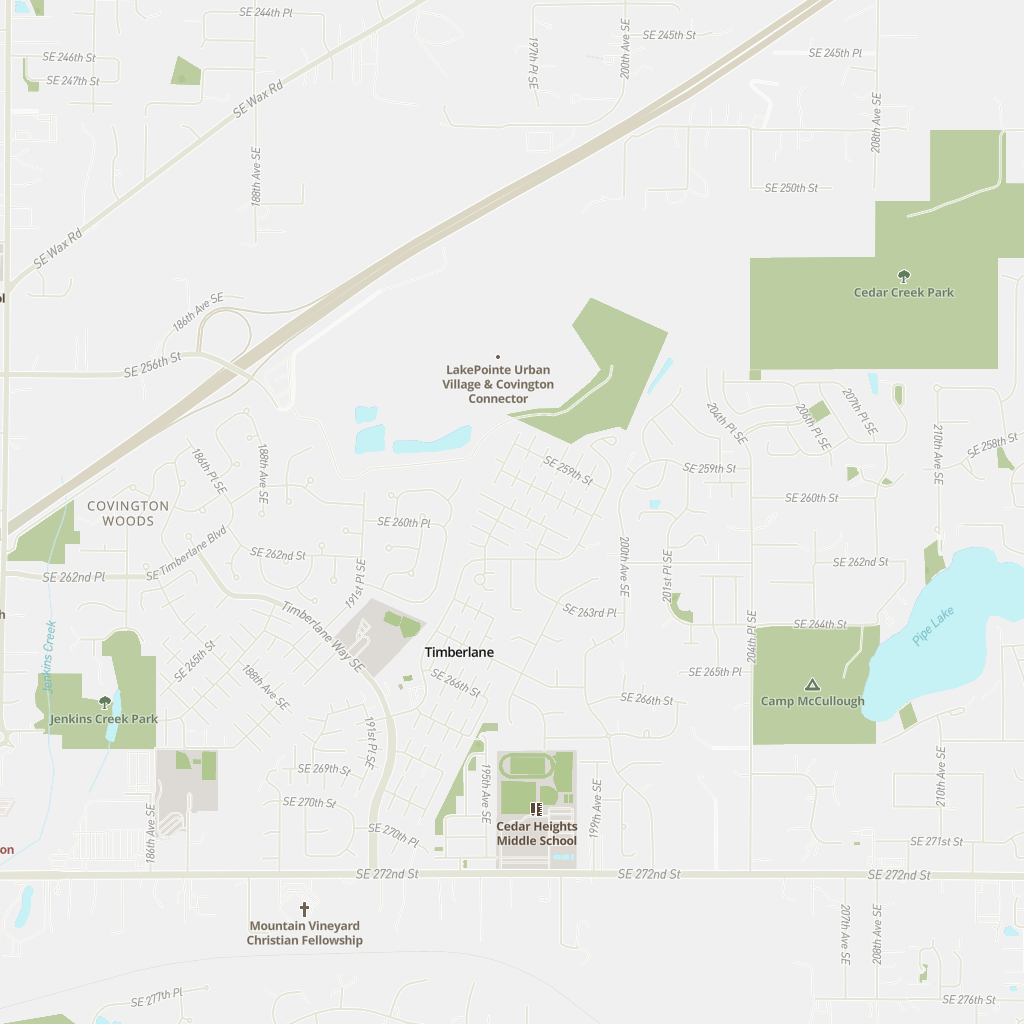 SE 244th Pl
SE 246th St
SE 247th St
SE Wax Rd
188th Ave SE
197th Pl SE
200th Ave SE
SE 245th St
SE 245th Pl
208th Ave SE
SE 250th St
SE Wax Rd
Cedar Creek Park
186th Ave SE
SE 256th St
LakePointe Urban
Village & Covington
Connector
204th Pl SE
206th Pl SE
207th Pl SE
210th Ave SE
SE 258th St
186th Pl SE
188th Ave SE
SE 259th St
SE 259th St
SE 260th St
COVINGTON
WOODS
SE 260th Pl
SE Timberlane Blvd
SE 262nd St
SE 262nd Pl
191st Pl SE
200th Ave SE
201st Pl SE
SE 262nd St
SE 263rd Pl
204th Pl SE
SE 264th St
Pipe Lake
Timberlane Way SE
Timberlane
Jenkins Creek
SE 265th St
188th Ave SE
SE 266th St
SE 265th Pl
SE 266th St
Camp McCullough
Jenkins Creek Park
191st Pl SE
SE 269th St
SE 270th St
SE 270th Pl
195th Ave SE
199th Ave SE
210th Ave SE
186th Ave SE
Cedar Heights
Middle School
SE 271st St
SE 272nd St
SE 272nd St
SE 272nd St
Mountain Vineyard
Christian Fellowship
207th Ave SE
208th Ave SE
SE 277th Pl
SE 276th St